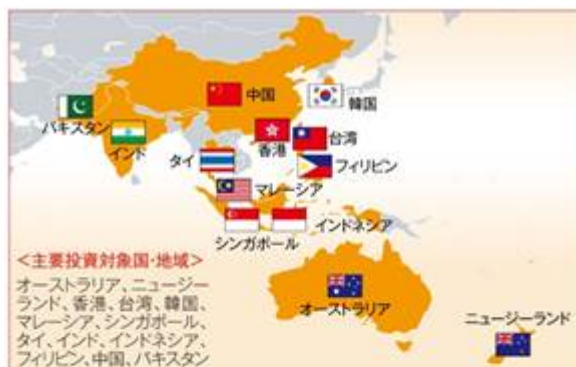 中国
韓国
パキスタン
インド
香港
台湾
タイ
フィリピン
マレーシア
シンガポール
インドネシア
<主要投資対象国・地域>
オーストラリア、ニュージー
ランド、香港、台湾、韓国、
マレーシア、シンガポール、
タイ、インド、インドネシア、
フィリピン、中国、パキスタン
オーストラリア
ニュージーランド